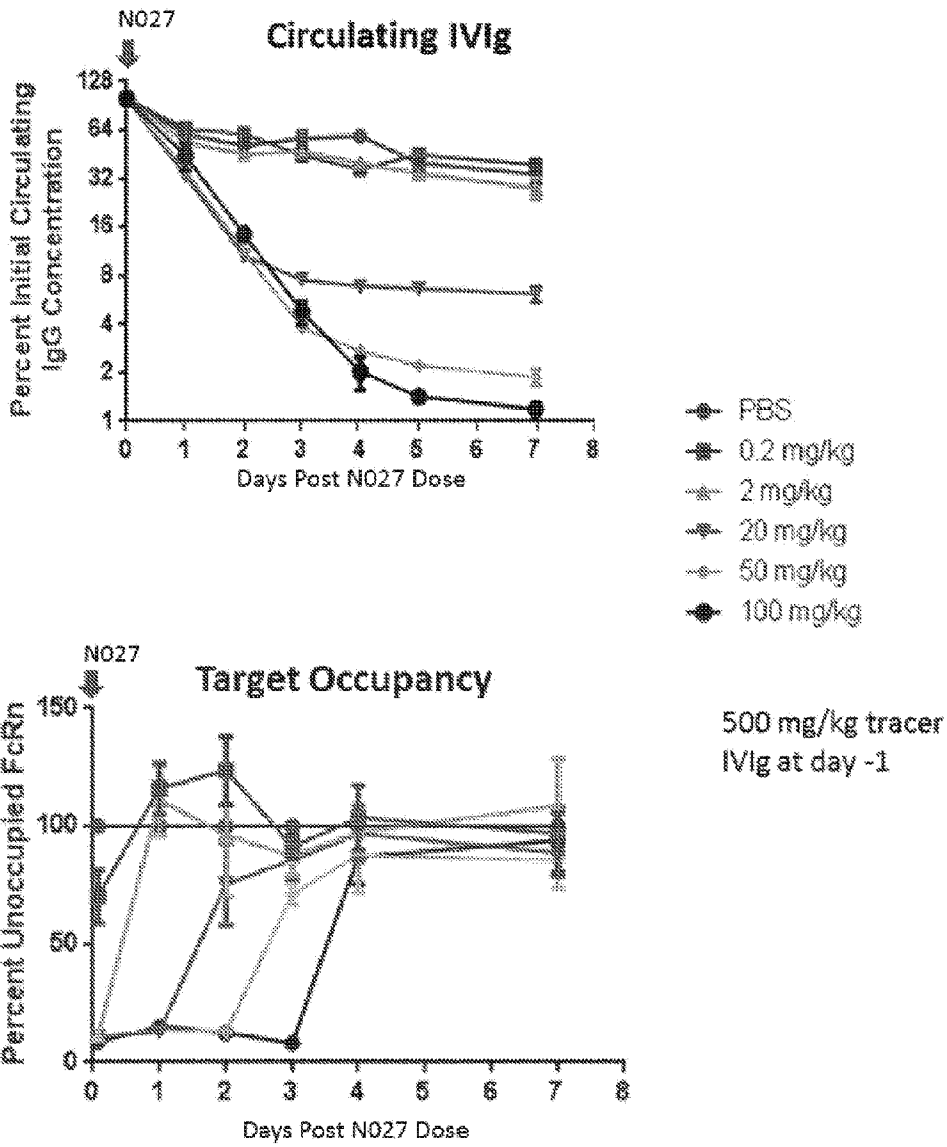 N027
Circulating IVIg
Percent Initial Circulating
IgG Concentration
128
64
32
16
8
4
2
1
0 1 2 3 4 5 6 7 8
Days Post N027 Dose
PBS
0.2 mg/kg
2 mg/kg
20 mg/kg
50 mg/kg
100 mg/kg
N027
Target Occupancy
Percent Unoccupied FcRn
150
100
50
0
0 1 2 3 4 5 6 7 8
Days Post N027 Dose
500 mg/kg tracer
IVIg at day -1